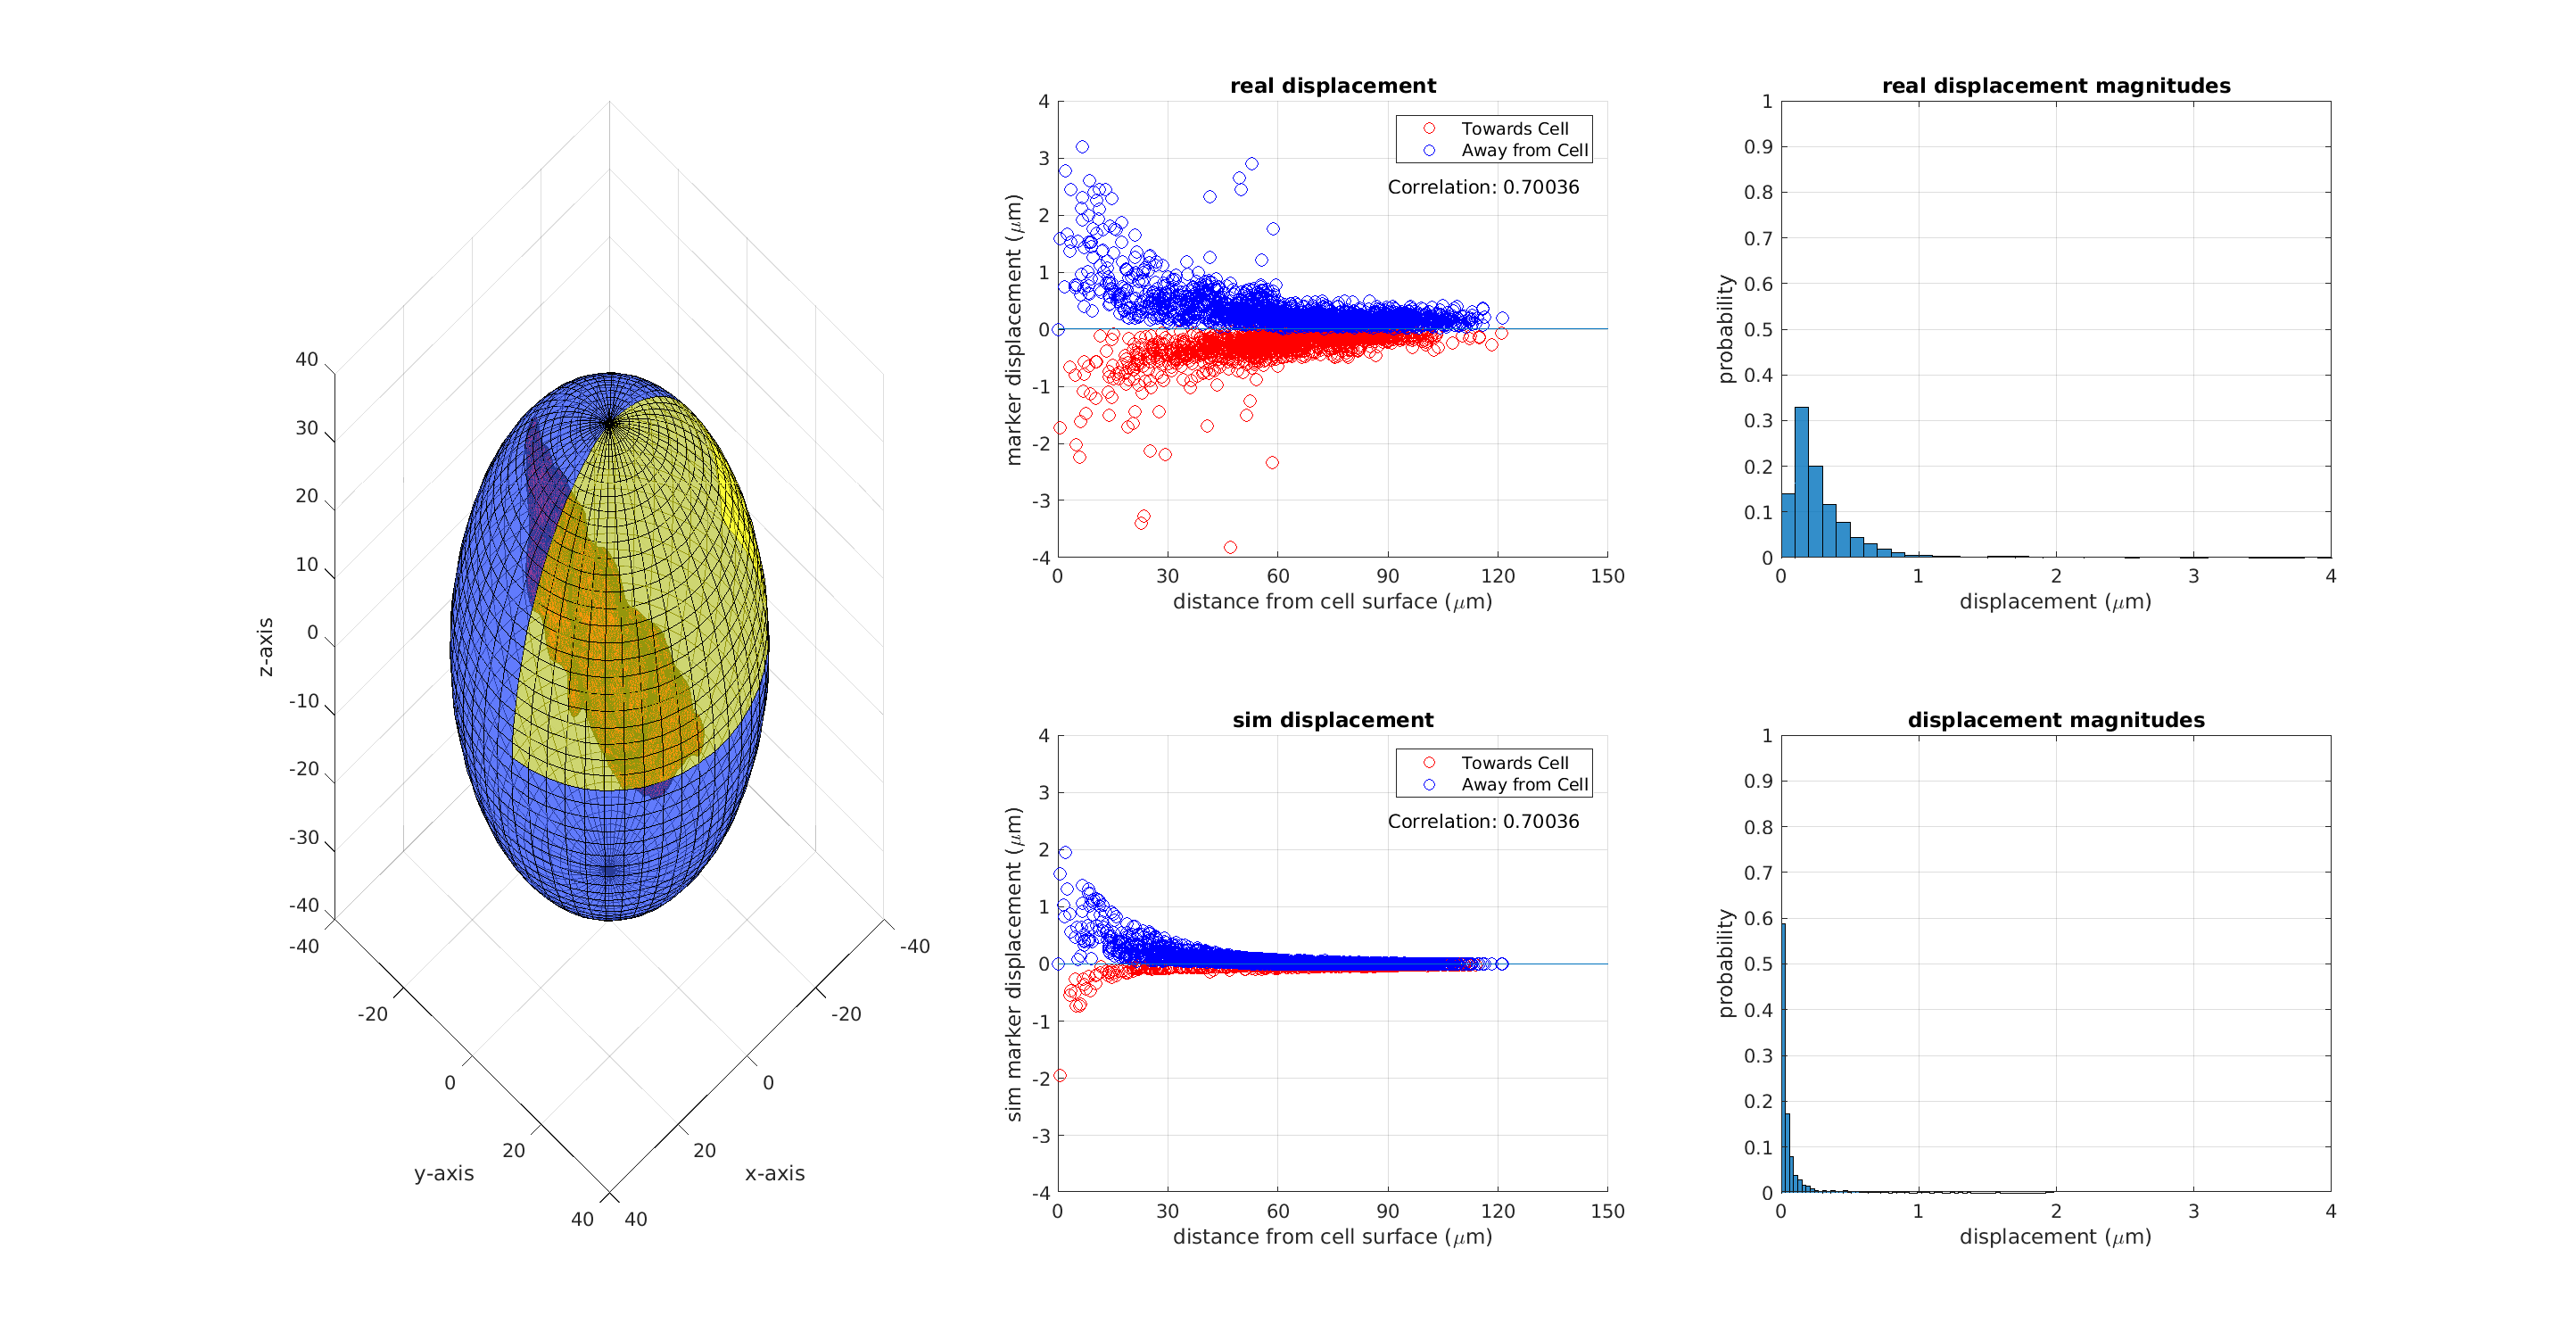 40
30
20
10
0
-10
-20
-30
-40
z-axis
-40
-20
0
20
40
y-axis
40
20
0
-20
-40
x-axis
real displacement
4
3
2
1
0
-1
-2
-3
-4
marker displacement (μm)
Towards Cell
Away from Cell
Correlation: 0.70036
0 30 60 90 120 150
distance from cell surface (μm)
real displacement magnitudes
1
0.9
0.8
0.7
0.6
0.5
0.4
0.3
0.2
0.1
0
probability
0 1 2 3 4
displacement (μm)
sim displacement
4
3
2
1
0
-1
-2
-3
-4
sim marker displacement (μm)
Towards Cell
Away from Cell
Correlation: 0.70036
0 30 60 90 120 150
distance from cell surface (μm)
displacement magnitudes
1
0.9
0.8
0.7
0.6
0.5
0.4
0.3
0.2
0.1
0
probability
0 1 2 3 4
displacement (μm)